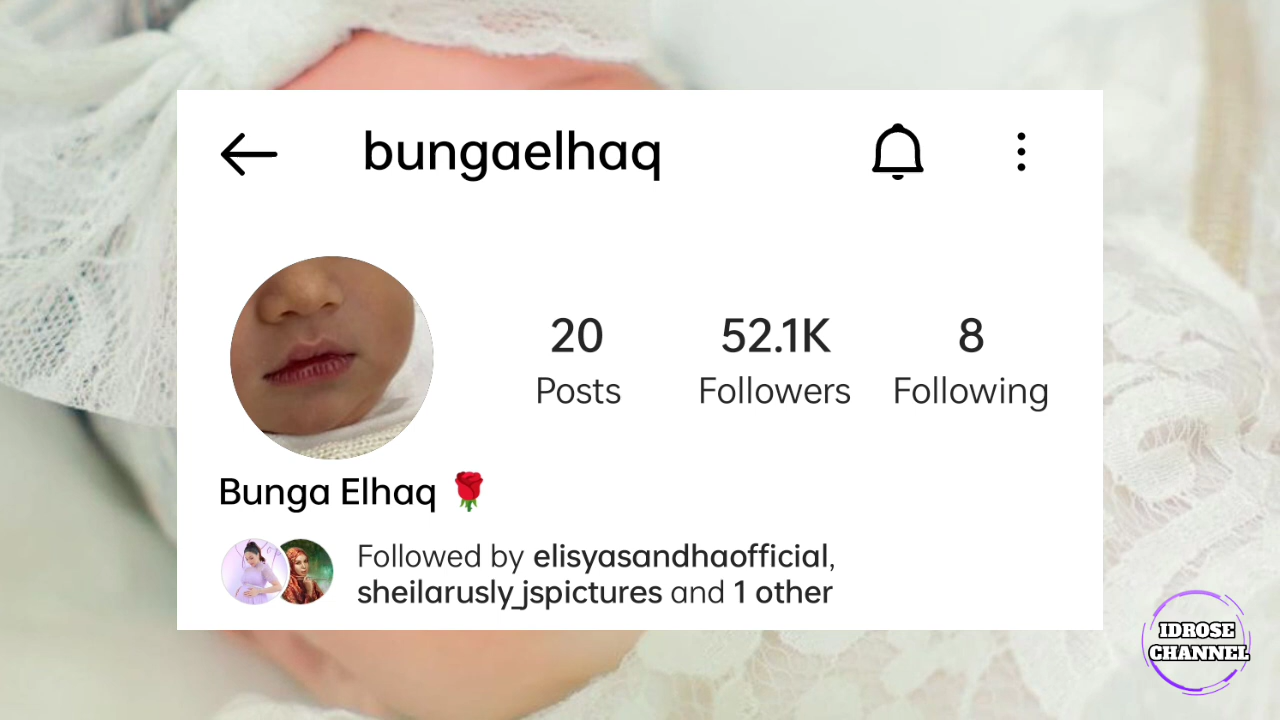 bungaelhaq
20 52.1K 8
Posts Followers Following
Bunga Elhaq 🌹
Followed by elisyasandhaofficial,
sheilarusly_jspictures and 1 other
IDROSE
CHANNEL